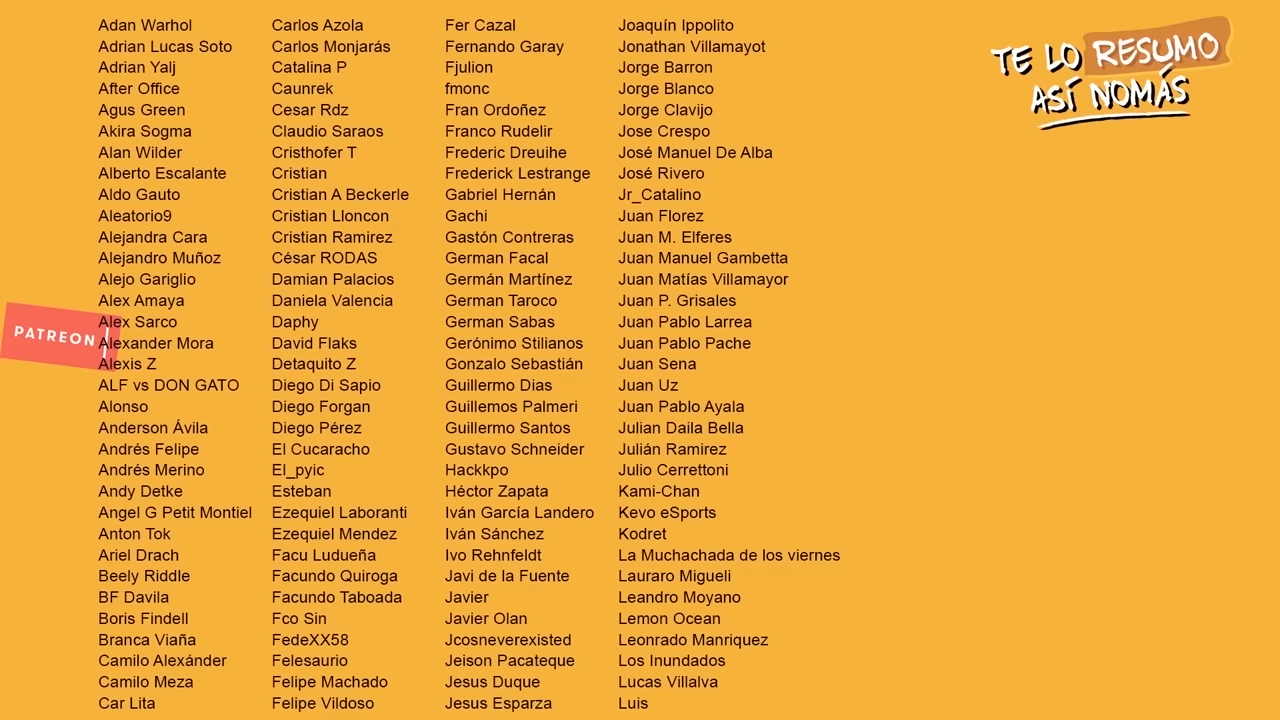 Adan Warhol
Adrian Lucas Soto
Adrian Yalj
After Office
Agus Green
Akira Sogma
Alan Wilder
Alberto Escalante
Aldo Gauto
Aleatorio9
Alejandra Cara
Alejandro Muñoz
Alejo Gariglio
Alex Amaya
Alex Sarco
Alexander Mora
Alexis Z
ALF vs DON GATO
Alonso
Anderson Ávila
Andrés Felipe
Andrés Merino
Andy Detke
Angel G Petit Montiel
Anton Tok
Ariel Drach
Beely Riddle
BF Davila
Boris Findell
Branca Viaña
Camilo Alexánder
Camilo Meza
Car Lita
Carlos Azola
Carlos Monjarás
Catalina P
Caunrek
Cesar Rdz
Claudio Saraos
Cristhofer T
Cristian
Cristian A Beckerle
Cristian Lloncon
Cristian Ramirez
César RODAS
Damian Palacios
Daniela Valencia
Daphy
David Flaks
Detaquito Z
Diego Di Sapio
Diego Forgan
Diego Pérez
El Cucaracho
El_pyic
Esteban
Ezequiel Laboranti
Ezequiel Mendez
Facu Ludueña
Facundo Quiroga
Facundo Taboada
Fco Sin
FedeXX58
Felesaurio
Felipe Machado
Felipe Vildoso
Fer Cazal
Fernando Garay
Fjulion
fmonc
Fran Ordoñez
Franco Rudelir
Frederic Dreuihe
Frederick Lestrange
Gabriel Hernán
Gachi
Gastón Contreras
German Facal
Germán Martínez
German Taroco
German Sabas
Gerónimo Stilianos
Gonzalo Sebastián
Guillermo Dias
Guillemos Palmeri
Guillermo Santos
Gustavo Schneider
Hackkpo
Héctor Zapata
Iván García Landero
Iván Sánchez
Ivo Rehnfeldt
Javi de la Fuente
Javier
Javier Olan
Jcosneverexisted
Jeison Pacateque
Jesus Duque
Jesus Esparza
Joaquín Ippolito
Jonathan Villamayot
Jorge Barron
Jorge Blanco
Jorge Clavijo
Jose Crespo
José Manuel De Alba
José Rivero
Jr_Catalino
Juan Florez
Juan M. Elferes
Juan Manuel Gambetta
Juan Matías Villamayor
Juan P. Grisales
Juan Pablo Larrea
Juan Pablo Pache
Juan Sena
Juan Uz
Juan Pablo Ayala
Julian Daila Bella
Julián Ramirez
Julio Cerrettoni
Kami-Chan
Kevo eSports
Kodret
La Muchachada de los viernes
Lauraro Migueli
Leandro Moyano
Lemon Ocean
Leonrado Manriquez
Los Inundados
Lucas Villalva
Luis
TE LO RESUMO
ASÍ NOMÁS
PATREON